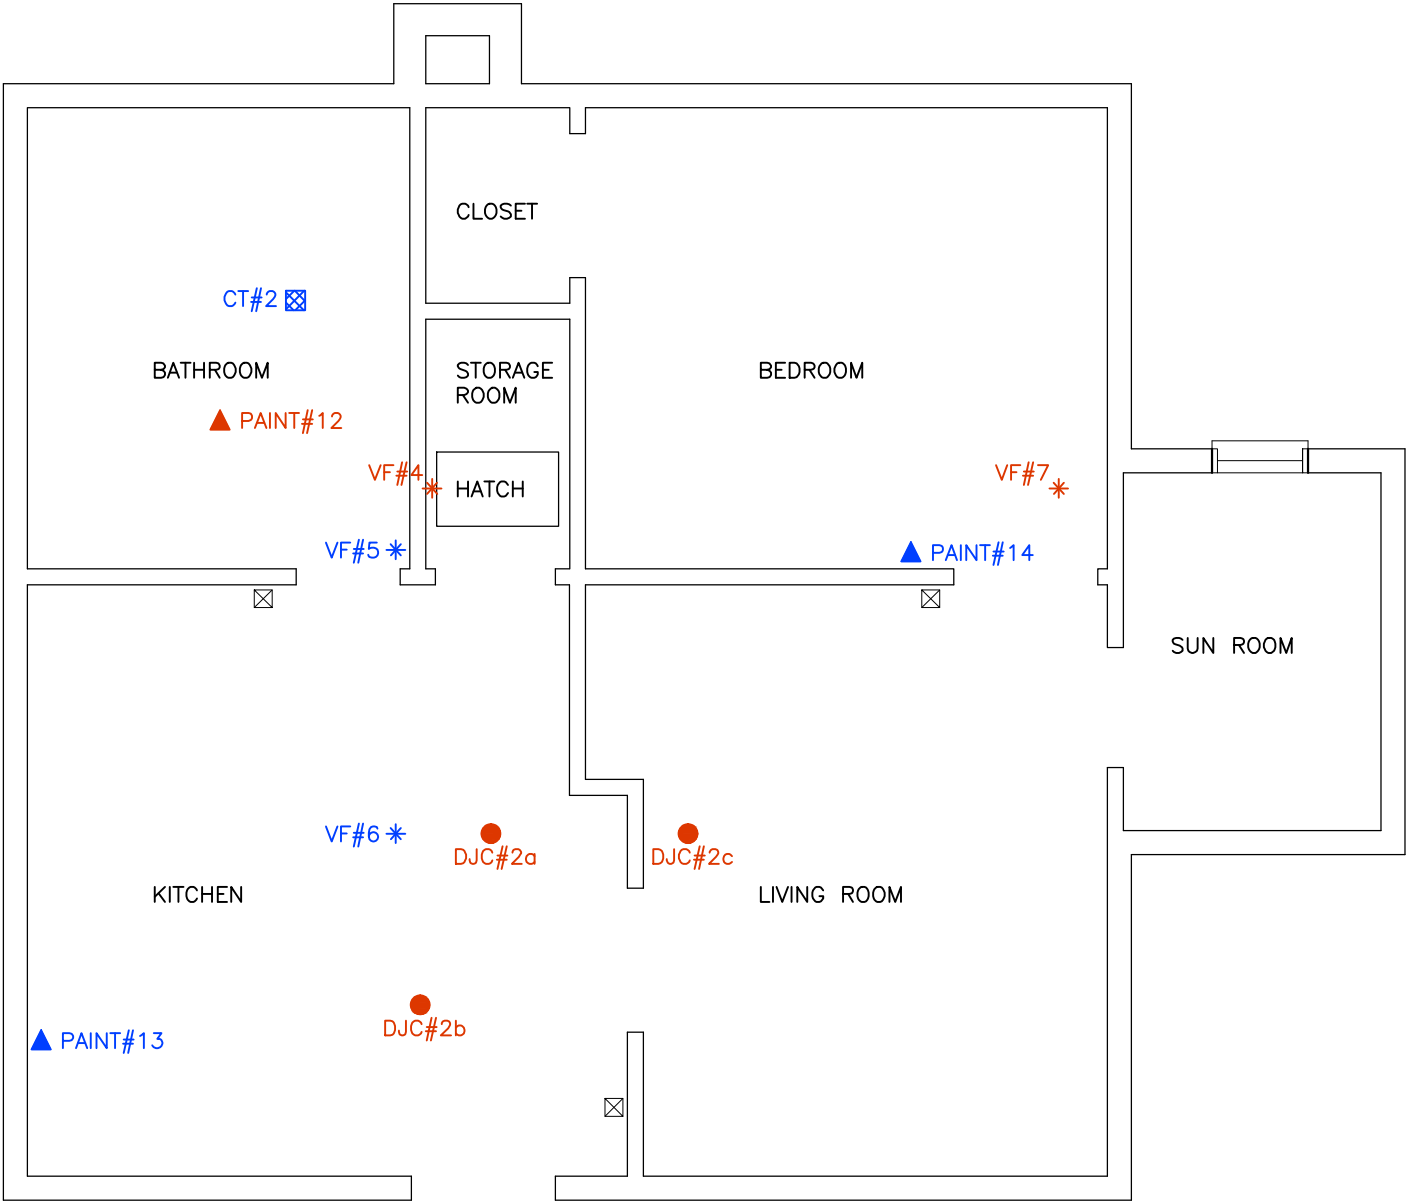 CLOSET
CT#2
BATHROOM
STORAGE
ROOM
BEDROOM
PAINT#12
VF#4
HATCH
VF#7
VF#5
PAINT#14
SUN ROOM
VF#6
DJC#2a
DJC#2c
KITCHEN
LIVING ROOM
DJC#2b
PAINT#13